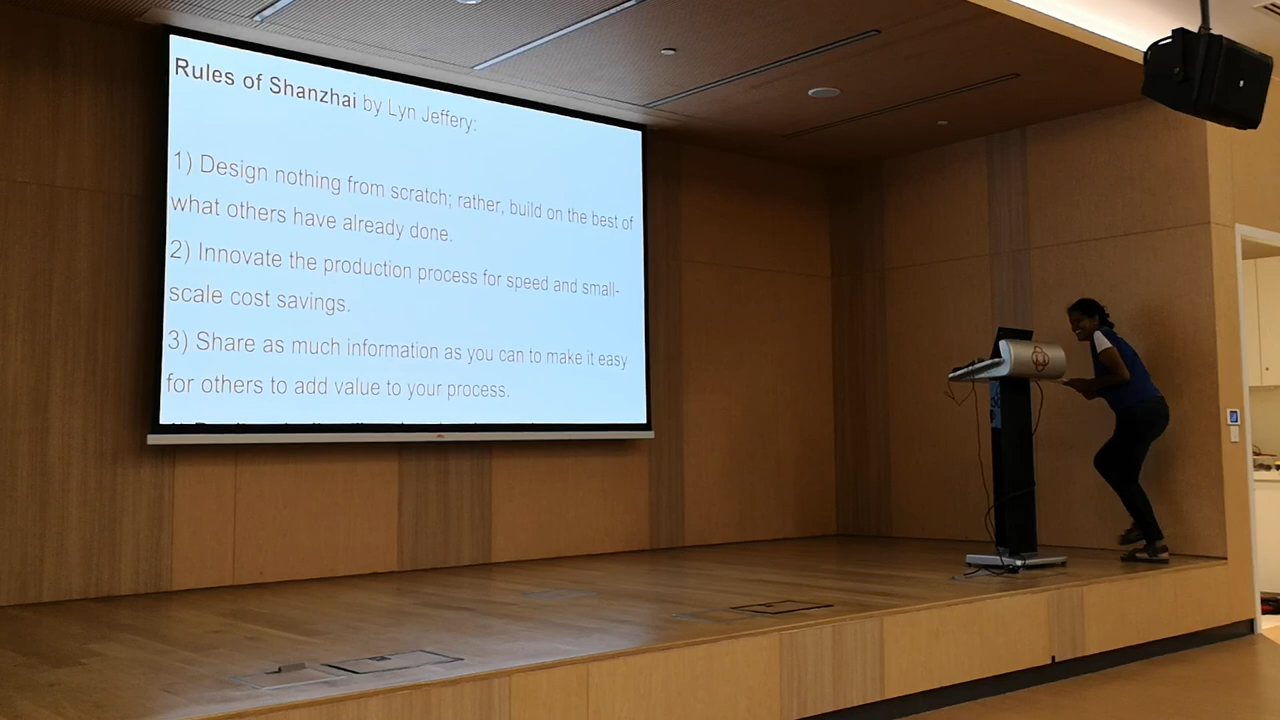 Rules of Shanzhai by Lyn Jeffery:
1) Design nothing from scratch; rather, build on the best of
what others have already done.
2) Innovate the production process for speed and small-
scale cost savings.
3) Share as much information as you can to make it easy
for others to add value to your process.